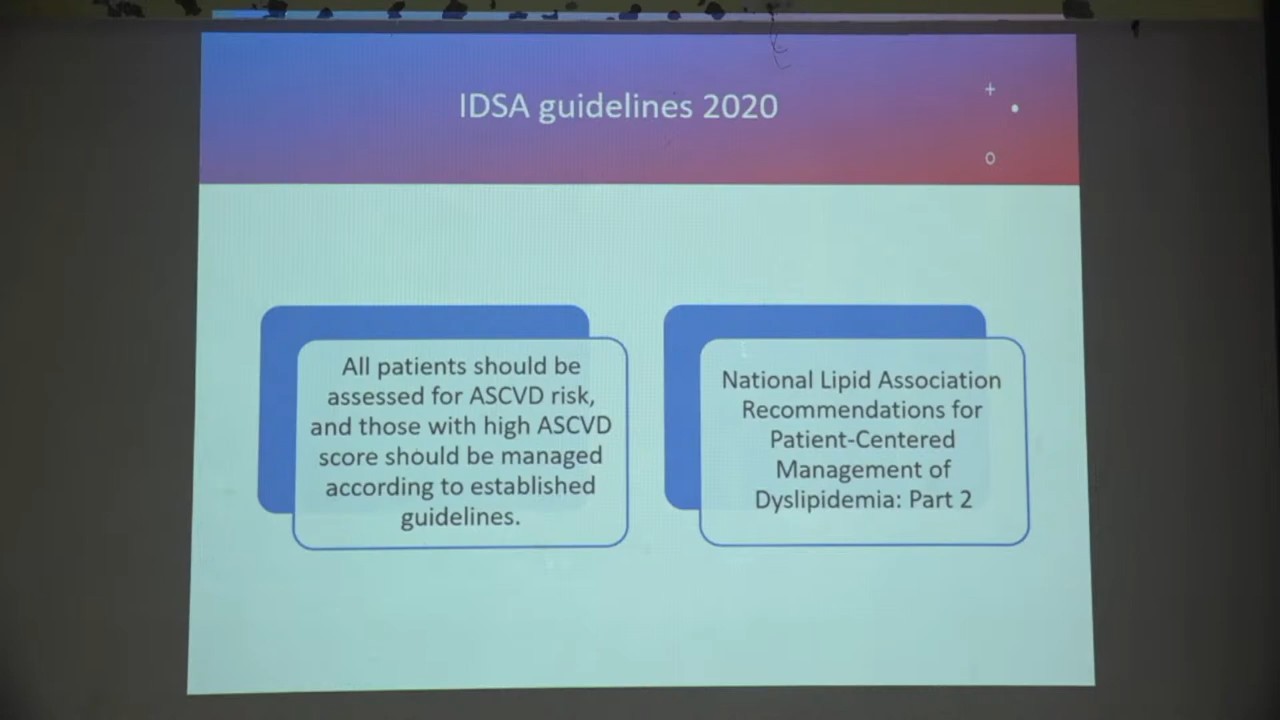 IDSA guidelines 2020
All patients should be
assessed for ASCVD risk,
and those with high ASCVD
score should be managed
according to established
guidelines.
National Lipid Association
Recommendations for
Patient-Centered
Management of
Dyslipidemia: Part 2